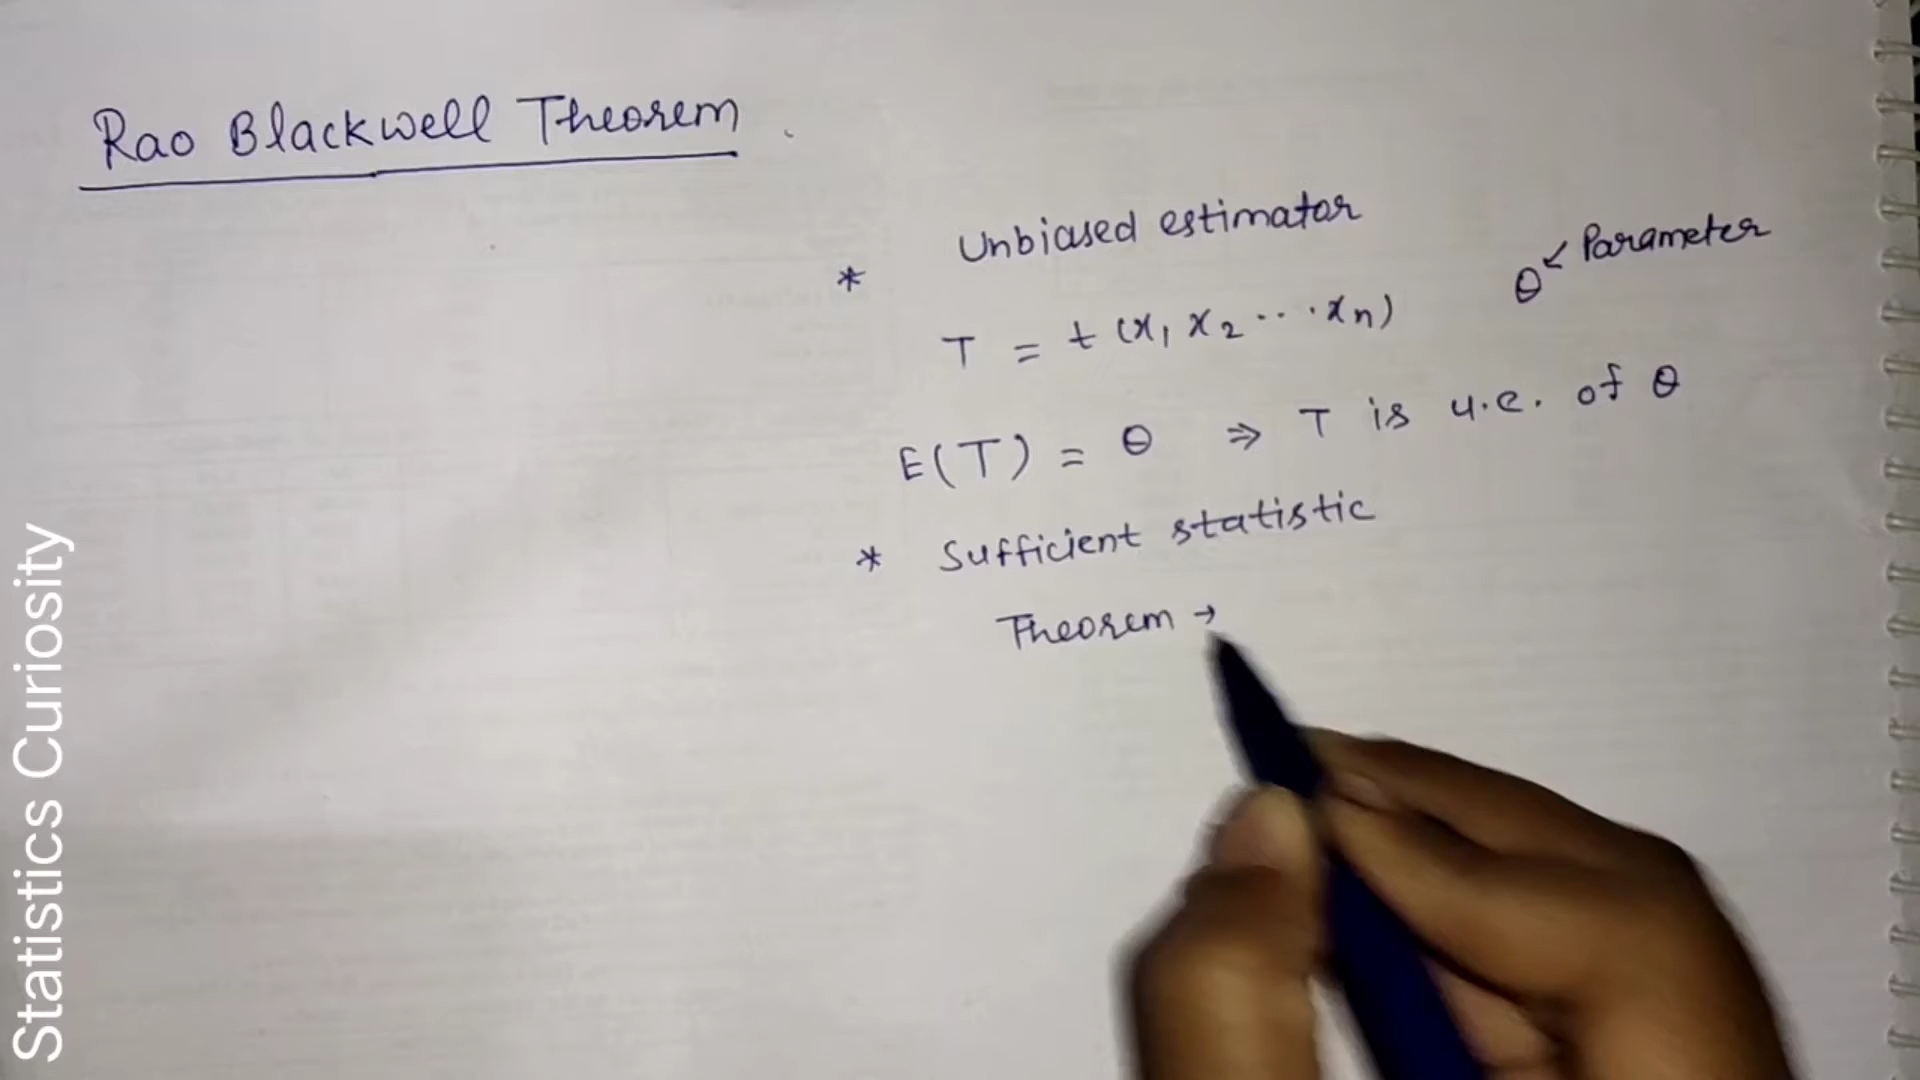 Rao Blackwell Theorem.
* Unbiased estimator
θ ↙ Parameter
T = t(x₁ x₂ ... xₙ)
E(T) = θ ⇒ T is u.e. of θ
* Sufficient statistic
Theorem →
Statistics Curiosity